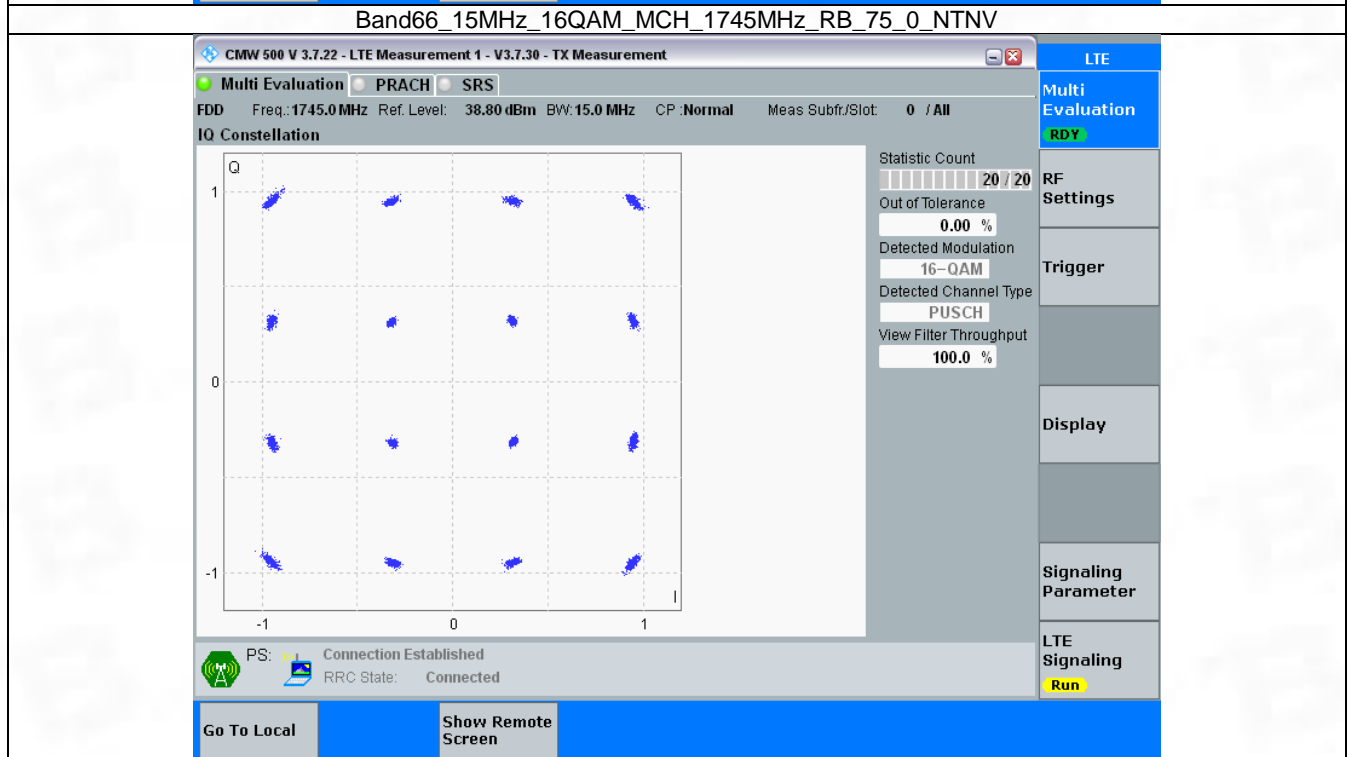 Band66_15MHz_16QAM_MCH_1745MHz_RB_75_0_NTNV
CMW 500 V 3.7.22 - LTE Measurement 1 - V3.7.30 - TX Measurement
LTE
Multi Evaluation PRACH SRS
Multi
Evaluation
RDY
FDD Freq.:1745.0 MHz Ref. Level: 38.80 dBm BW:15.0 MHz CP :Normal Meas Subfr./Slot: 0 / All
IQ Constellation
Q
1
0
-1
I
-1 0 1
Statistic Count
20 / 20
Out of Tolerance
0.00 %
Detected Modulation
16-QAM
Detected Channel Type
PUSCH
View Filter Throughput
100.0 %
RF
Settings
Trigger
Display
Signaling
Parameter
LTE
Signaling
Run
PS: Connection Established
RRC State: Connected
Go To Local
Show Remote
Screen